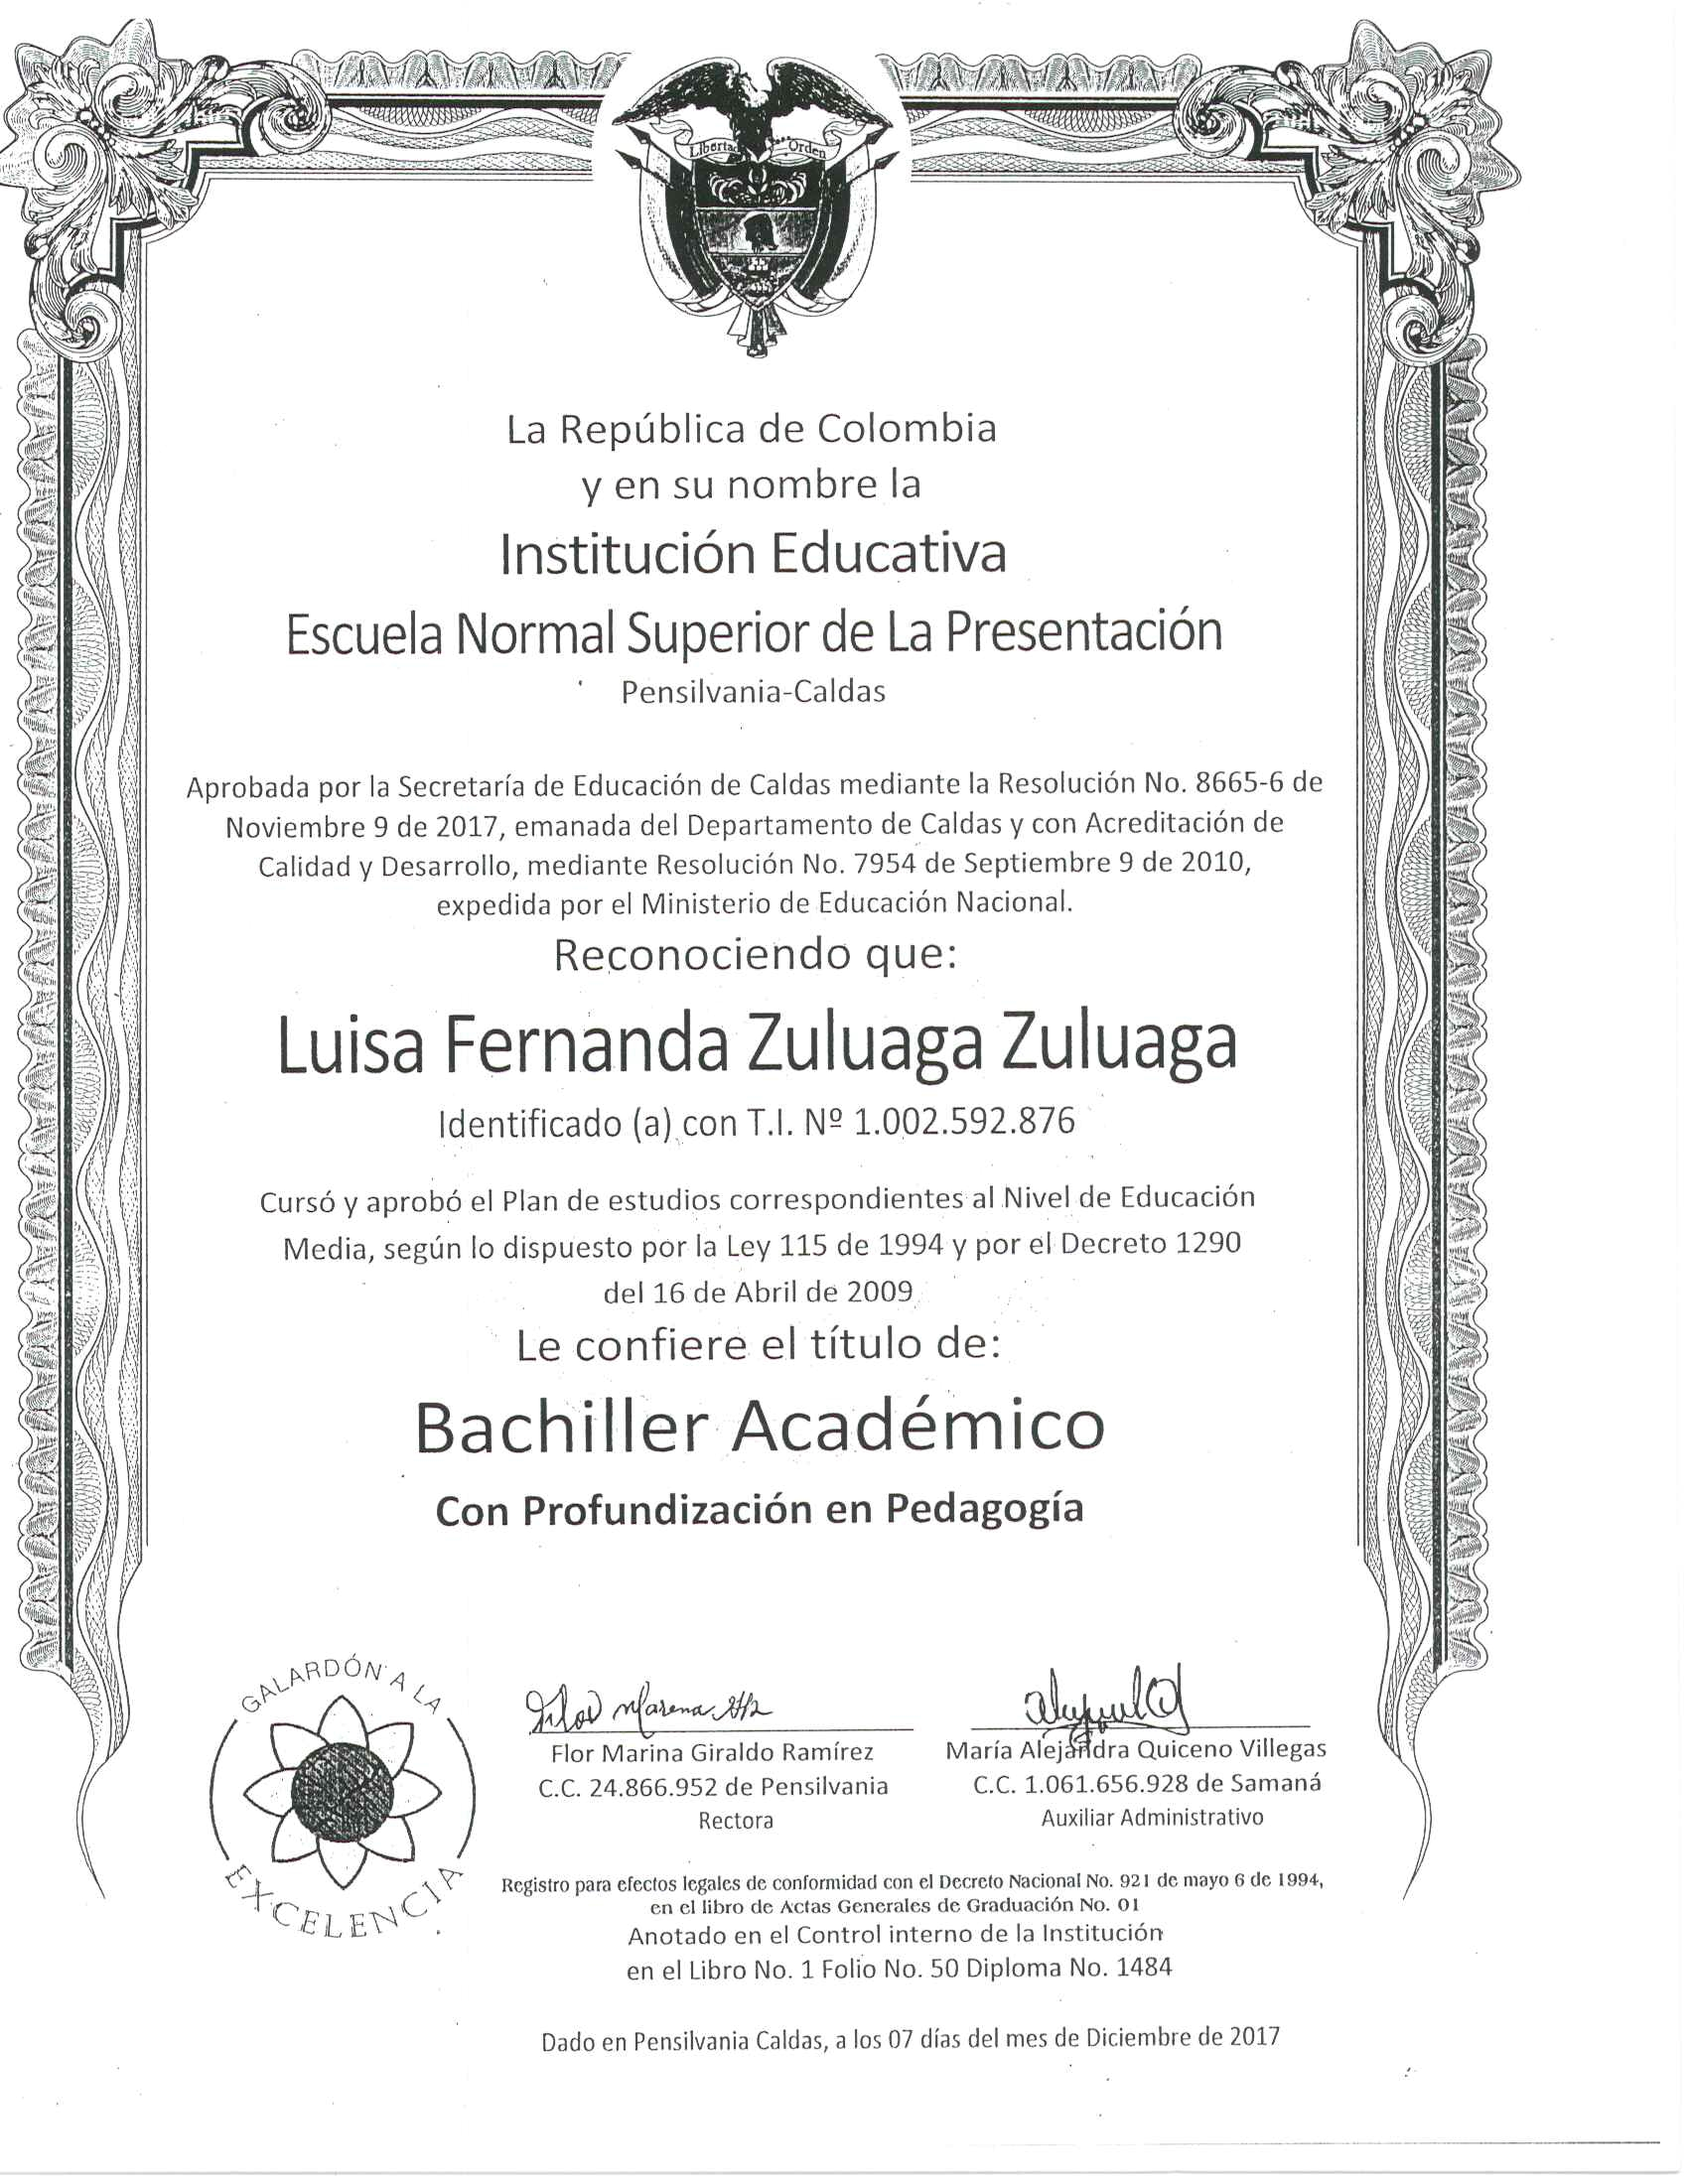 Libertad y Orden
La República de Colombia
y en su nombre la
Institución Educativa
Escuela Normal Superior de La Presentación
Pensilvania-Caldas
Aprobada por la Secretaría de Educación de Caldas mediante la Resolución No. 8665-6 de
Noviembre 9 de 2017, emanada del Departamento de Caldas y con Acreditación de
Calidad y Desarrollo, mediante Resolución No. 7954 de Septiembre 9 de 2010,
expedida por el Ministerio de Educación Nacional.
Reconociendo que:
Luisa Fernanda Zuluaga Zuluaga
Identificado (a) con T.I. Nº 1.002.592.876
Cursó y aprobó el Plan de estudios correspondientes al Nivel de Educación
Media, según lo dispuesto por la Ley 115 de 1994 y por el Decreto 1290
del 16 de Abril de 2009
Le confiere el título de:
Bachiller Académico
Con Profundización en Pedagogía
GALARDÓN A LA
EXCELENCIA
Flor Marina
Flor Marina Giraldo Ramírez
C.C. 24.866.952 de Pensilvania
Rectora
María Alejandra Quiceno Villegas
C.C. 1.061.656.928 de Samaná
Auxiliar Administrativo
Registro para efectos legales de conformidad con el Decreto Nacional No. 921 de mayo 6 de 1994,
en el libro de Actas Generales de Graduación No. 01
Anotado en el Control interno de la Institución
en el Libro No. 1 Folio No. 50 Diploma No. 1484
Dado en Pensilvania Caldas, a los 07 días del mes de Diciembre de 2017